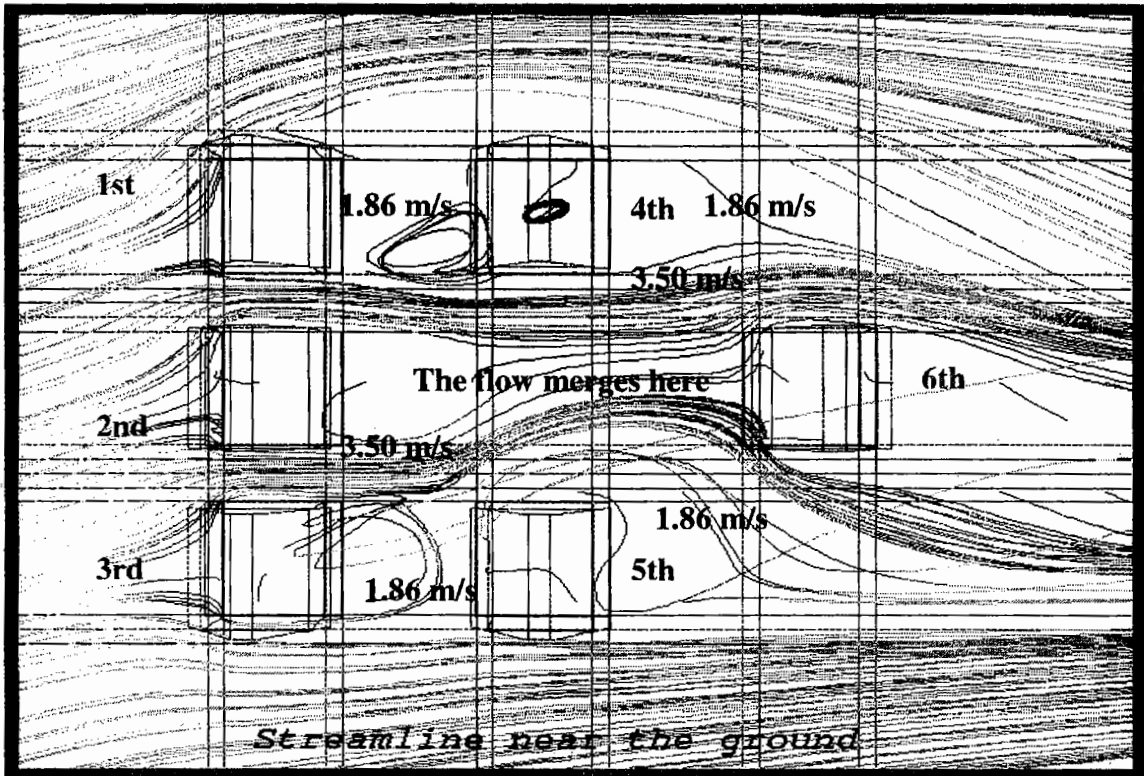 1st
1.86 m/s
4th
1.86 m/s
3.50 m/s
The flow merges here
6th
2nd
3.50 m/s
1.86 m/s
3rd
1.86 m/s
5th
Streamline near the ground